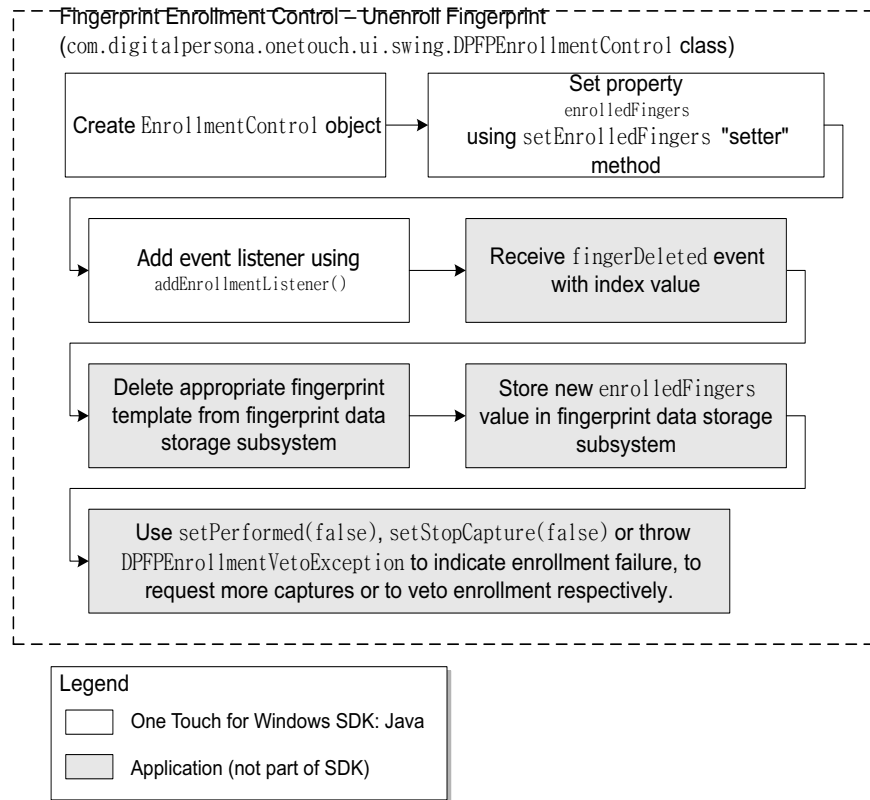 Fingerprint Enrollment Control – Unenroll Fingerprint
(com.digitalpersona.onetouch.ui.swing.DPFPEnrollmentControl class)
Create EnrollmentControl object
Set property
enrolledFingers
using setEnrolledFingers "setter"
method
Add event listener using
addEnrollmentListener()
Receive fingerDeleted event
with index value
Delete appropriate fingerprint
template from fingerprint data
storage subsystem
Store new enrolledFingers
value in fingerprint data storage
subsystem
Use setPerformed(false), setStopCapture(false) or throw
DPFPEnrollmentVetoException to indicate enrollment failure, to
request more captures or to veto enrollment respectively.
Legend
One Touch for Windows SDK: Java
Application (not part of SDK)